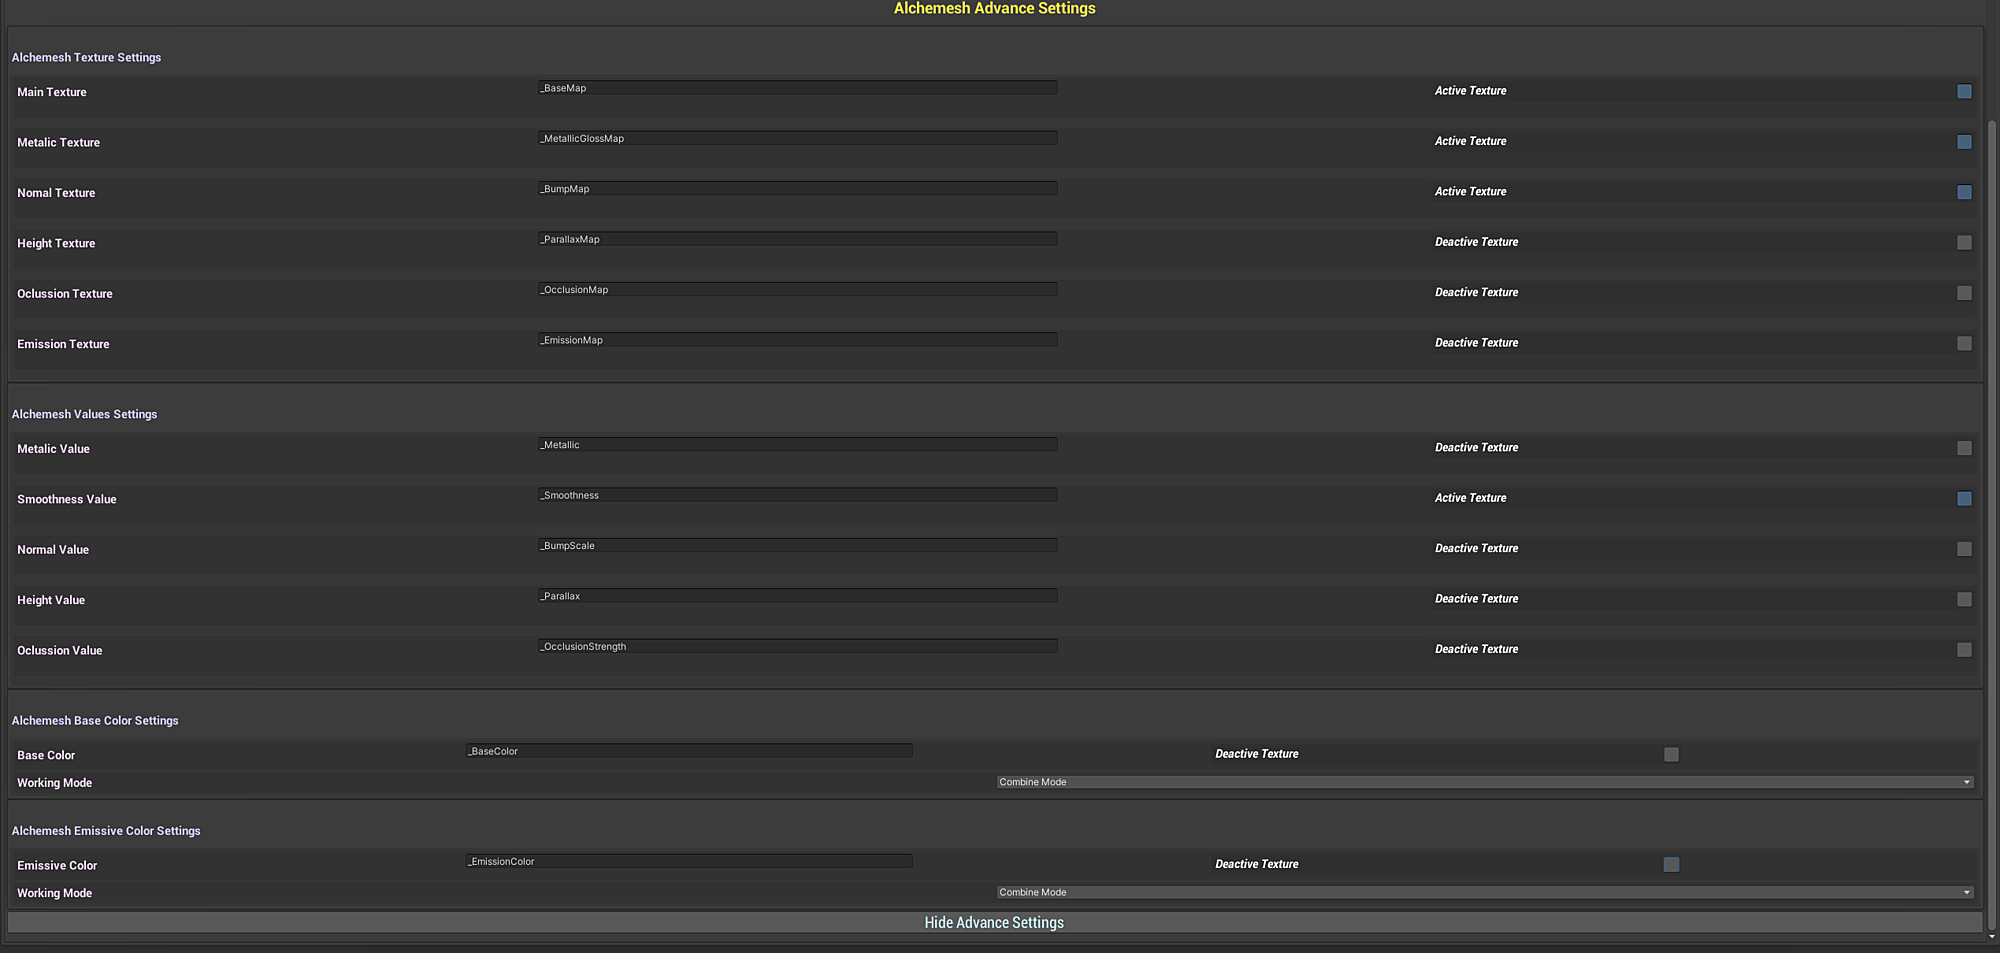 Alchemesh Advance Settings
Alchemesh Texture Settings
Main Texture _BaseMap Active Texture
Metalic Texture _MetallicGlossMap Active Texture
Nomal Texture _BumpMap Active Texture
Height Texture _ParallaxMap Deactive Texture
Oclussion Texture _OcclusionMap Deactive Texture
Emission Texture _EmissionMap Deactive Texture
Alchemesh Values Settings
Metalic Value _Metallic Deactive Texture
Smoothness Value _Smoothness Active Texture
Normal Value _BumpScale Deactive Texture
Height Value _Parallax Deactive Texture
Oclussion Value _OcclusionStrength Deactive Texture
Alchemesh Base Color Settings
Base Color _BaseColor Deactive Texture
Working Mode Combine Mode
Alchemesh Emissive Color Settings
Emissive Color _EmissionColor Deactive Texture
Working Mode Combine Mode
Hide Advance Settings